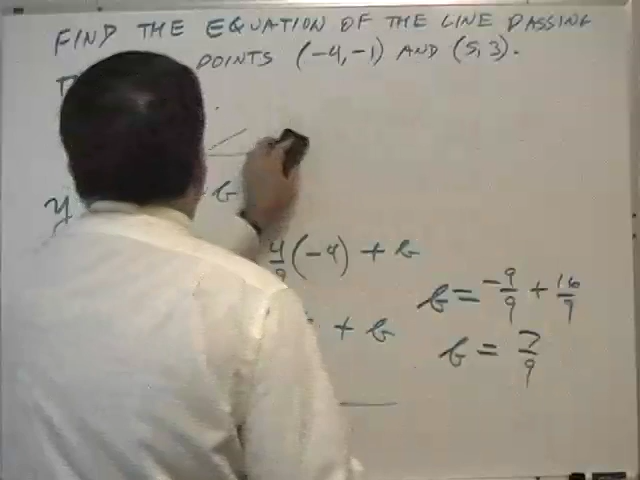 FIND THE EQUATION OF THE LINE PASSING
POINTS (-4,-1) AND (5,3).
y
b
4/9 (-4) + b
b = -9/9 + 16/9
+ b
b = 7/9